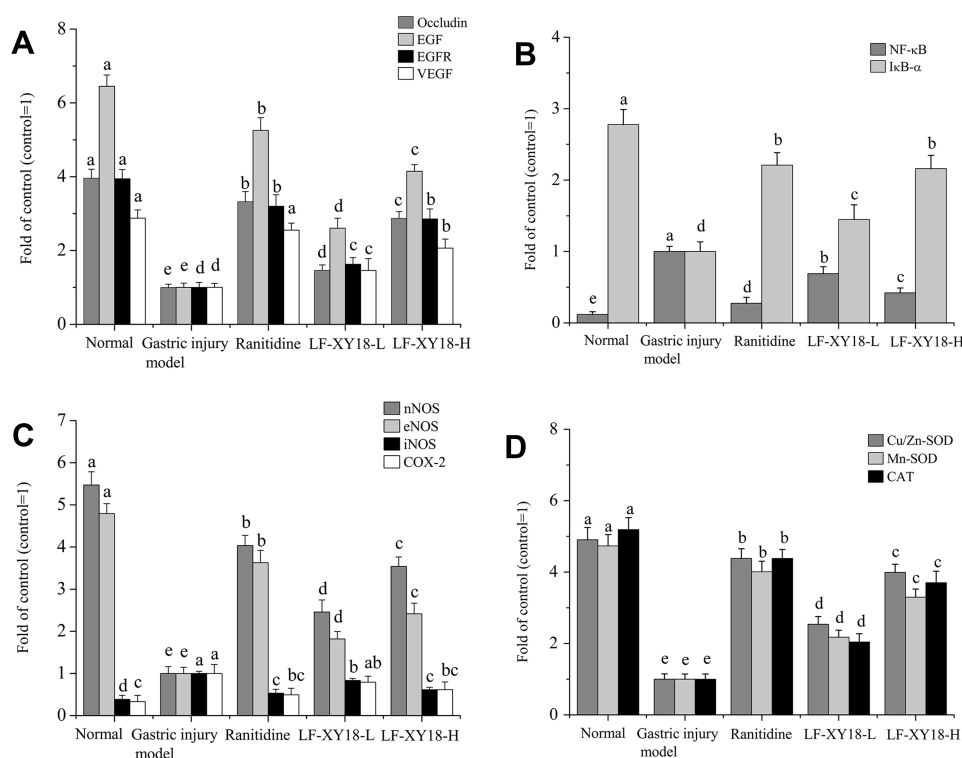 A
Fold of control (control=1)
8
6
4
2
0
Occludin
EGF
EGFR
VEGF
a a a a
e e d d
b b b a
d d c c
c c b b
Normal Gastric injury model Ranitidine LF-XY18-L LF-XY18-H
B
Fold of control (control=1)
4
3
2
1
0
NF-κB
IκB-α
e a
a d
d b
b c
c b
Normal Gastric injury model Ranitidine LF-XY18-L LF-XY18-H
C
Fold of control (control=1)
7
6
5
4
3
2
1
0
nNOS
eNOS
iNOS
COX-2
a a d c
e e a a
b b c bc
d d b ab
c c bc bc
Normal Gastric injury model Ranitidine LF-XY18-L LF-XY18-H
D
Fold of control (control=1)
8
6
4
2
0
Cu/Zn-SOD
Mn-SOD
CAT
a a a
e e e
b b b
d d d
c c c
Normal Gastric injury model Ranitidine LF-XY18-L LF-XY18-H